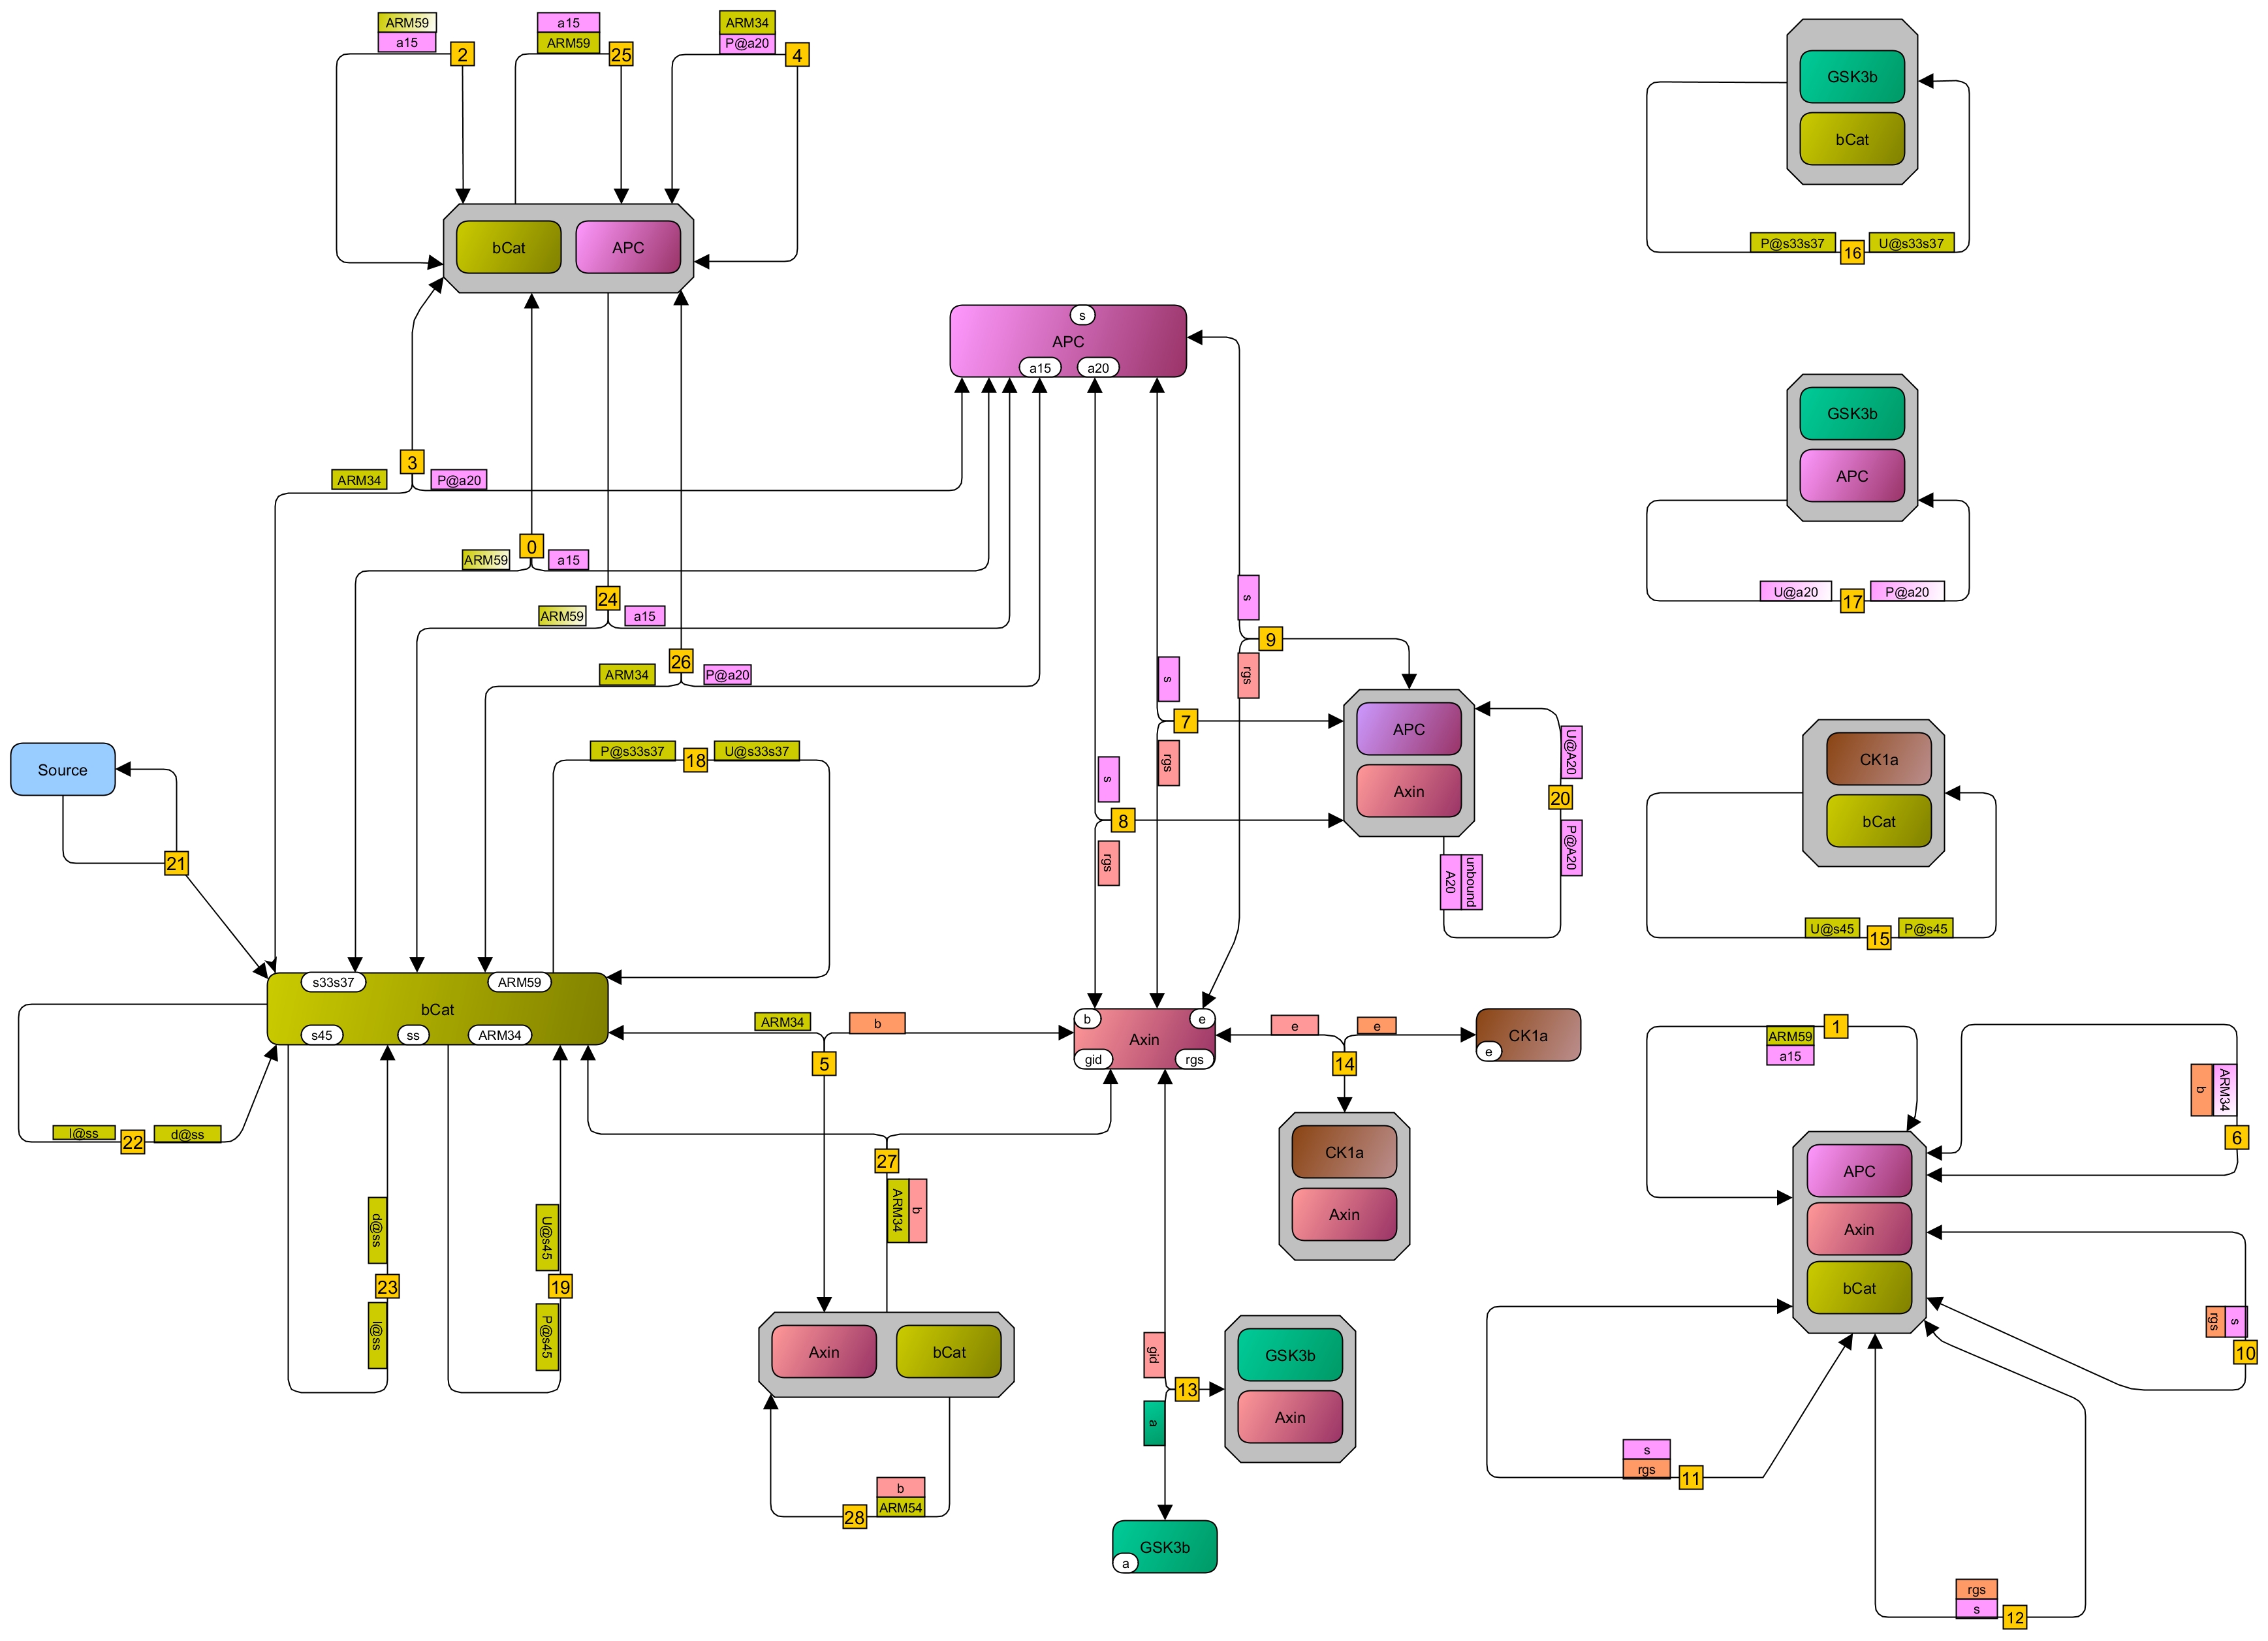 ARM59
a15
2
a15
ARM59
25
ARM34
P@a20
4
bCat
APC
GSK3b
bCat
P@s33s37
16
U@s33s37
s
APC
a15
a20
3
ARM34
P@a20
0
ARM59
a15
24
ARM59
a15
26
ARM34
P@a20
GSK3b
APC
U@a20
17
P@a20
s
9
rgs
s
7
rgs
s
8
rgs
APC
Axin
U@A20
20
P@A20
A20
unbound
CK1a
bCat
U@s45
15
P@s45
Source
21
P@s33s37
18
U@s33s37
s33s37
ARM59
bCat
s45
ss
ARM34
l@ss
22
d@ss
d@ss
23
l@ss
U@s45
19
P@s45
ARM34
b
5
b
e
Axin
gid
rgs
e
e
14
CK1a
e
CK1a
Axin
27
ARM34
b
Axin
bCat
b
ARM54
28
gid
13
a
GSK3b
Axin
GSK3b
a
1
ARM59
a15
b
ARM34
6
APC
Axin
bCat
rgs
s
10
s
rgs
11
rgs
s
12